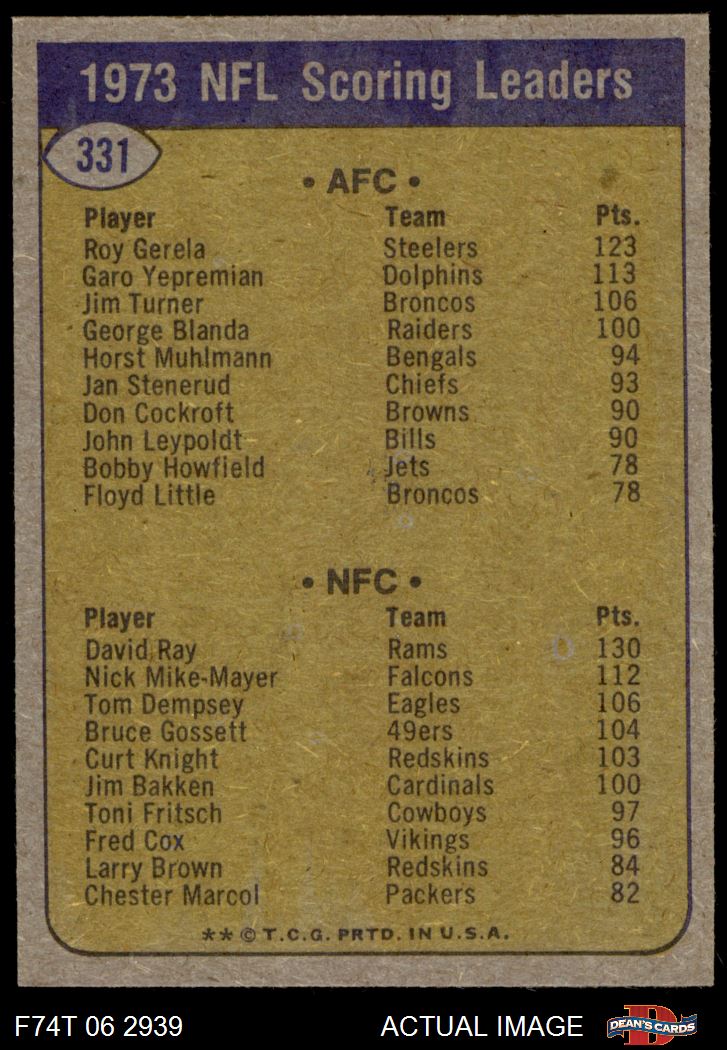 1973 NFL Scoring Leaders
331
• AFC •
Player Team Pts.
Roy Gerela Steelers 123
Garo Yepremian Dolphins 113
Jim Turner Broncos 106
George Blanda Raiders 100
Horst Muhlmann Bengals 94
Jan Stenerud Chiefs 93
Don Cockroft Browns 90
John Leypoldt Bills 90
Bobby Howfield Jets 78
Floyd Little Broncos 78
• NFC •
Player Team Pts.
David Ray Rams 130
Nick Mike-Mayer Falcons 112
Tom Dempsey Eagles 106
Bruce Gossett 49ers 104
Curt Knight Redskins 103
Jim Bakken Cardinals 100
Toni Fritsch Cowboys 97
Fred Cox Vikings 96
Larry Brown Redskins 84
Chester Marcol Packers 82
** © T.C.G. PRTD. IN U.S.A.
F74T 06 2939 ACTUAL IMAGE D DEAN'S CARDS